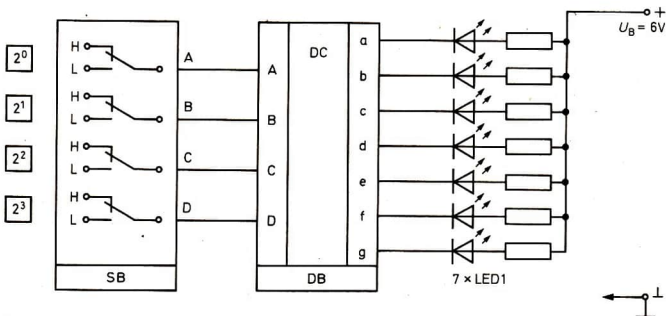 +
U_B = 6V
2⁰ H L A A a DC
b
2¹ H L B B c
2² H L C C d
e
2³ H L D D f
g
SB DB 7 × LED1
⊥